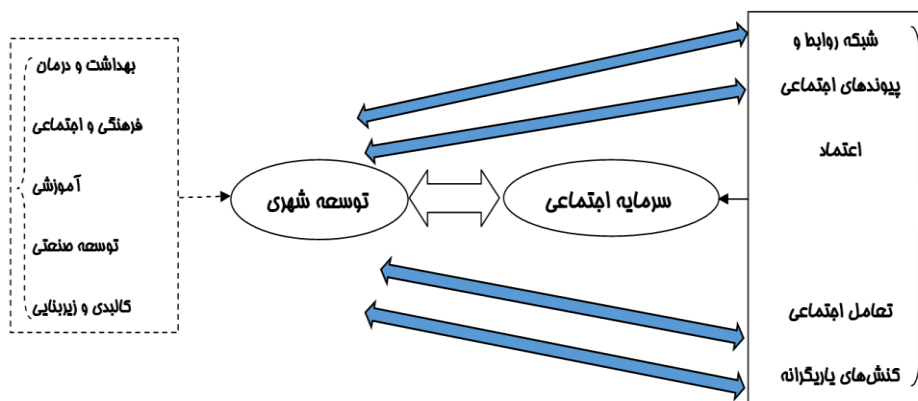 شبکه روابط و
پیوندهای اجتماعی
اعتماد
تعامل اجتماعی
کنش‌های یاریگرانه
سرمایه اجتماعی
توسعه شهری
بهداشت و درمان
فرهنگی و اجتماعی
آموزشی
توسعه صنعتی
کالبدی و زیربنایی